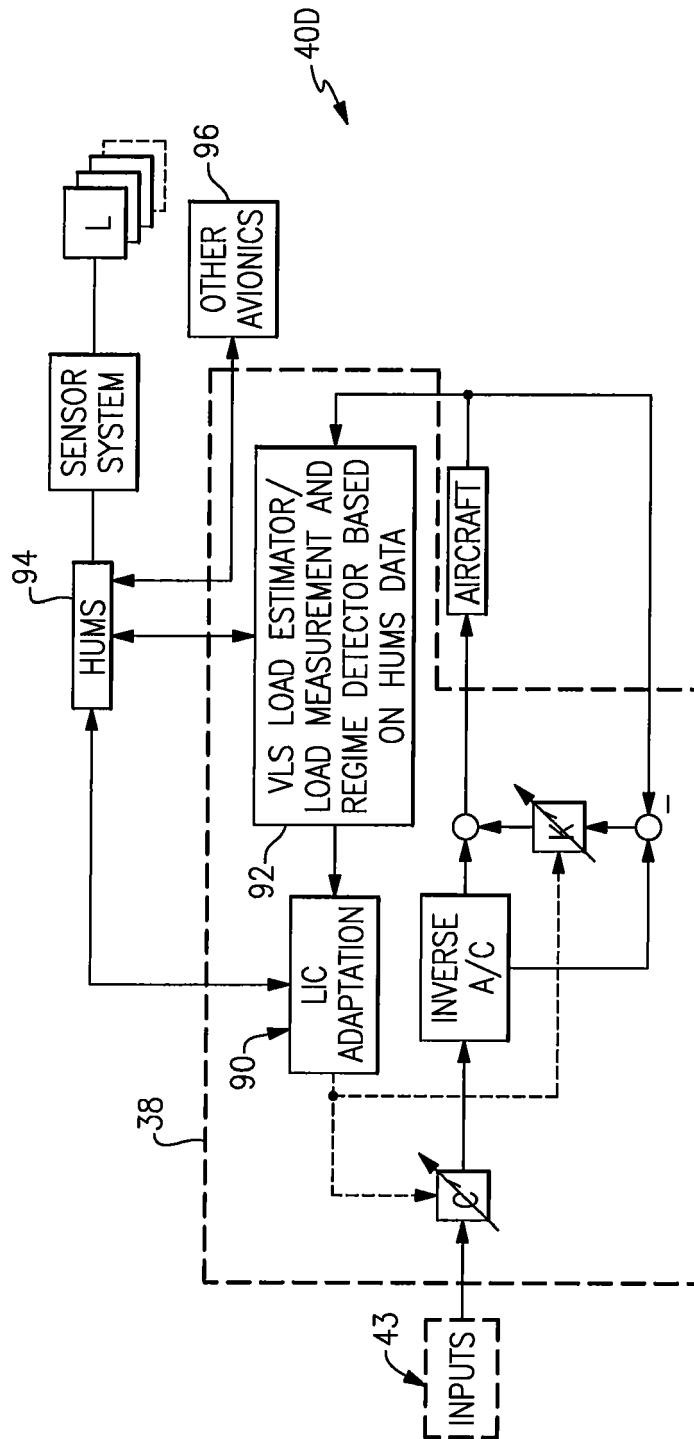 40D
94
HUMS
SENSOR
SYSTEM
L
96
OTHER
AVIONICS
38
90
LIC
ADAPTATION
92
VLS LOAD ESTIMATOR/
LOAD MEASUREMENT AND
REGIME DETECTOR BASED
ON HUMS DATA
43
INPUTS
C
INVERSE
A/C
K
AIRCRAFT
–